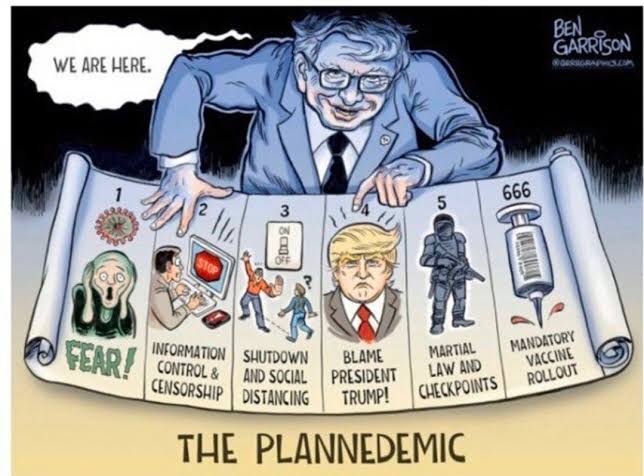 BEN
GARRISON
@GRRRGRAPHICS.COM
WE ARE HERE.
1
2
3
4
5
666
ON
OFF
STOP
?
FEAR!
INFORMATION
CONTROL &
CENSORSHIP
SHUTDOWN
AND SOCIAL
DISTANCING
BLAME
PRESIDENT
TRUMP!
MARTIAL
LAW AND
CHECKPOINTS
MANDATORY
VACCINE
ROLLOUT
THE PLANNEDEMIC